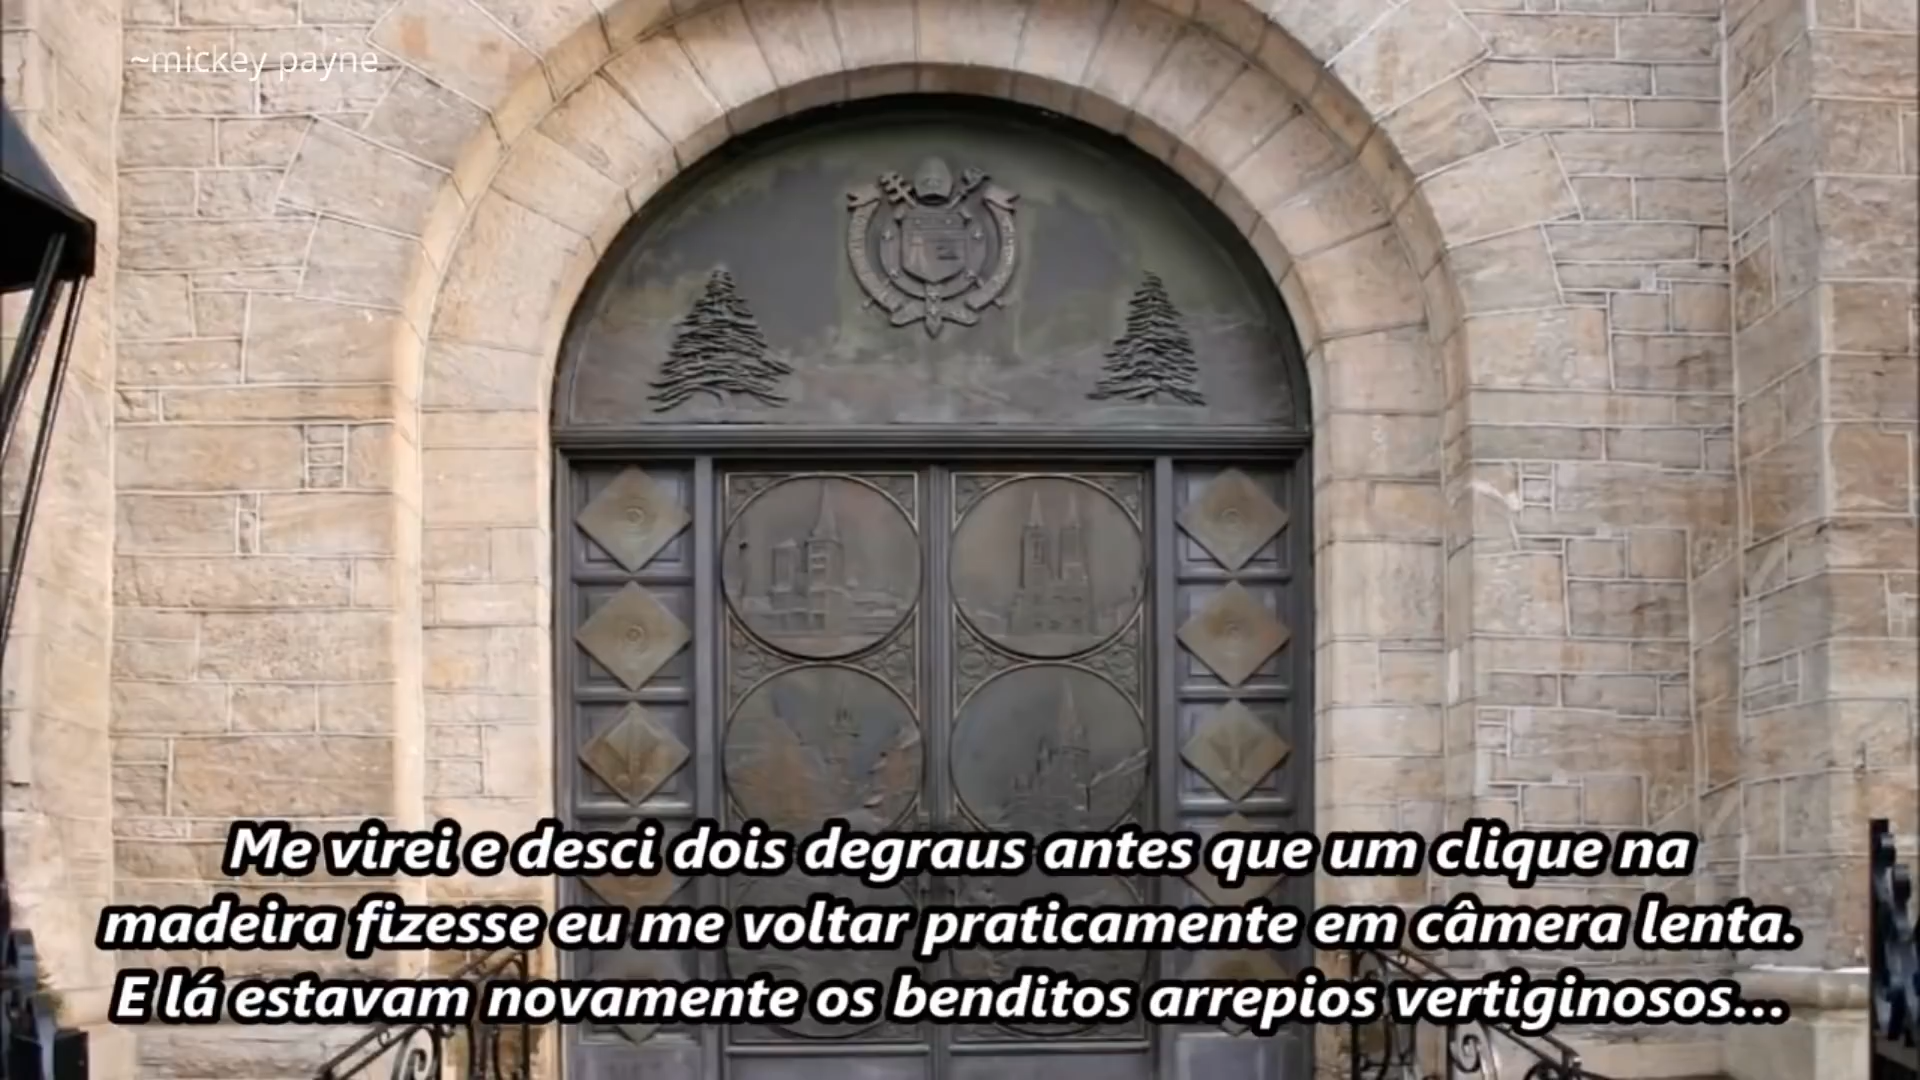 ~mickey payne
Me virei e desci dois degraus antes que um clique na
madeira fizesse eu me voltar praticamente em câmera lenta.
E lá estavam novamente os benditos arrepios vertiginosos...